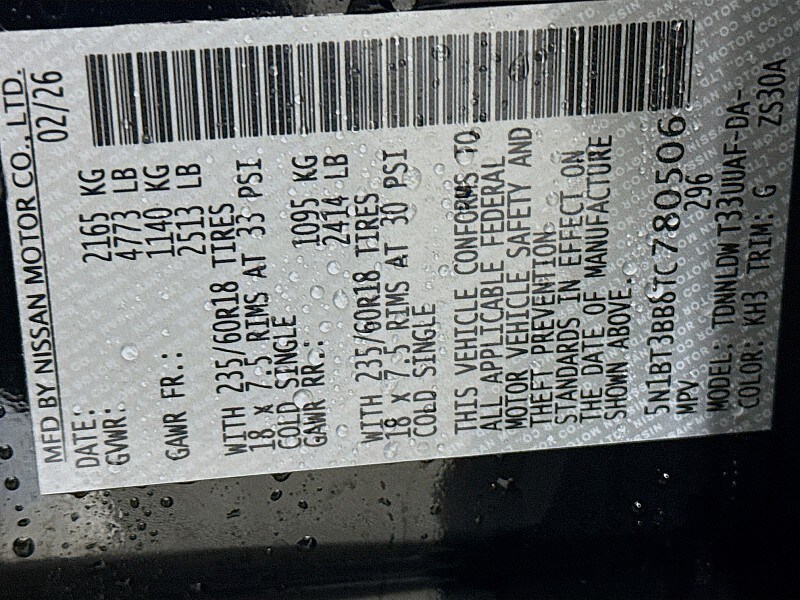 MFD BY NISSAN MOTOR CO., LTD.
DATE: 02/26
GVWR: 2165 KG
4773 LB
GAWR FR.: 1140 KG
2513 LB
WITH 235/60R18 TIRES
18 X 7.5 RIMS AT 33 PSI
COLD SINGLE
GAWR RR.: 1095 KG
2414 LB
WITH 235/60R18 TIRES
18 X 7.5 RIMS AT 30 PSI
COLD SINGLE
THIS VEHICLE CONFORMS TO
ALL APPLICABLE FEDERAL
MOTOR VEHICLE SAFETY AND
THEFT PREVENTION
STANDARDS IN EFFECT ON
THE DATE OF MANUFACTURE
SHOWN ABOVE.
5N1BT3BB8TC780506
MPV 296
MODEL: TDNNLDW T33UUAF-DA-
COLOR: KH3 TRIM: G ZS30A